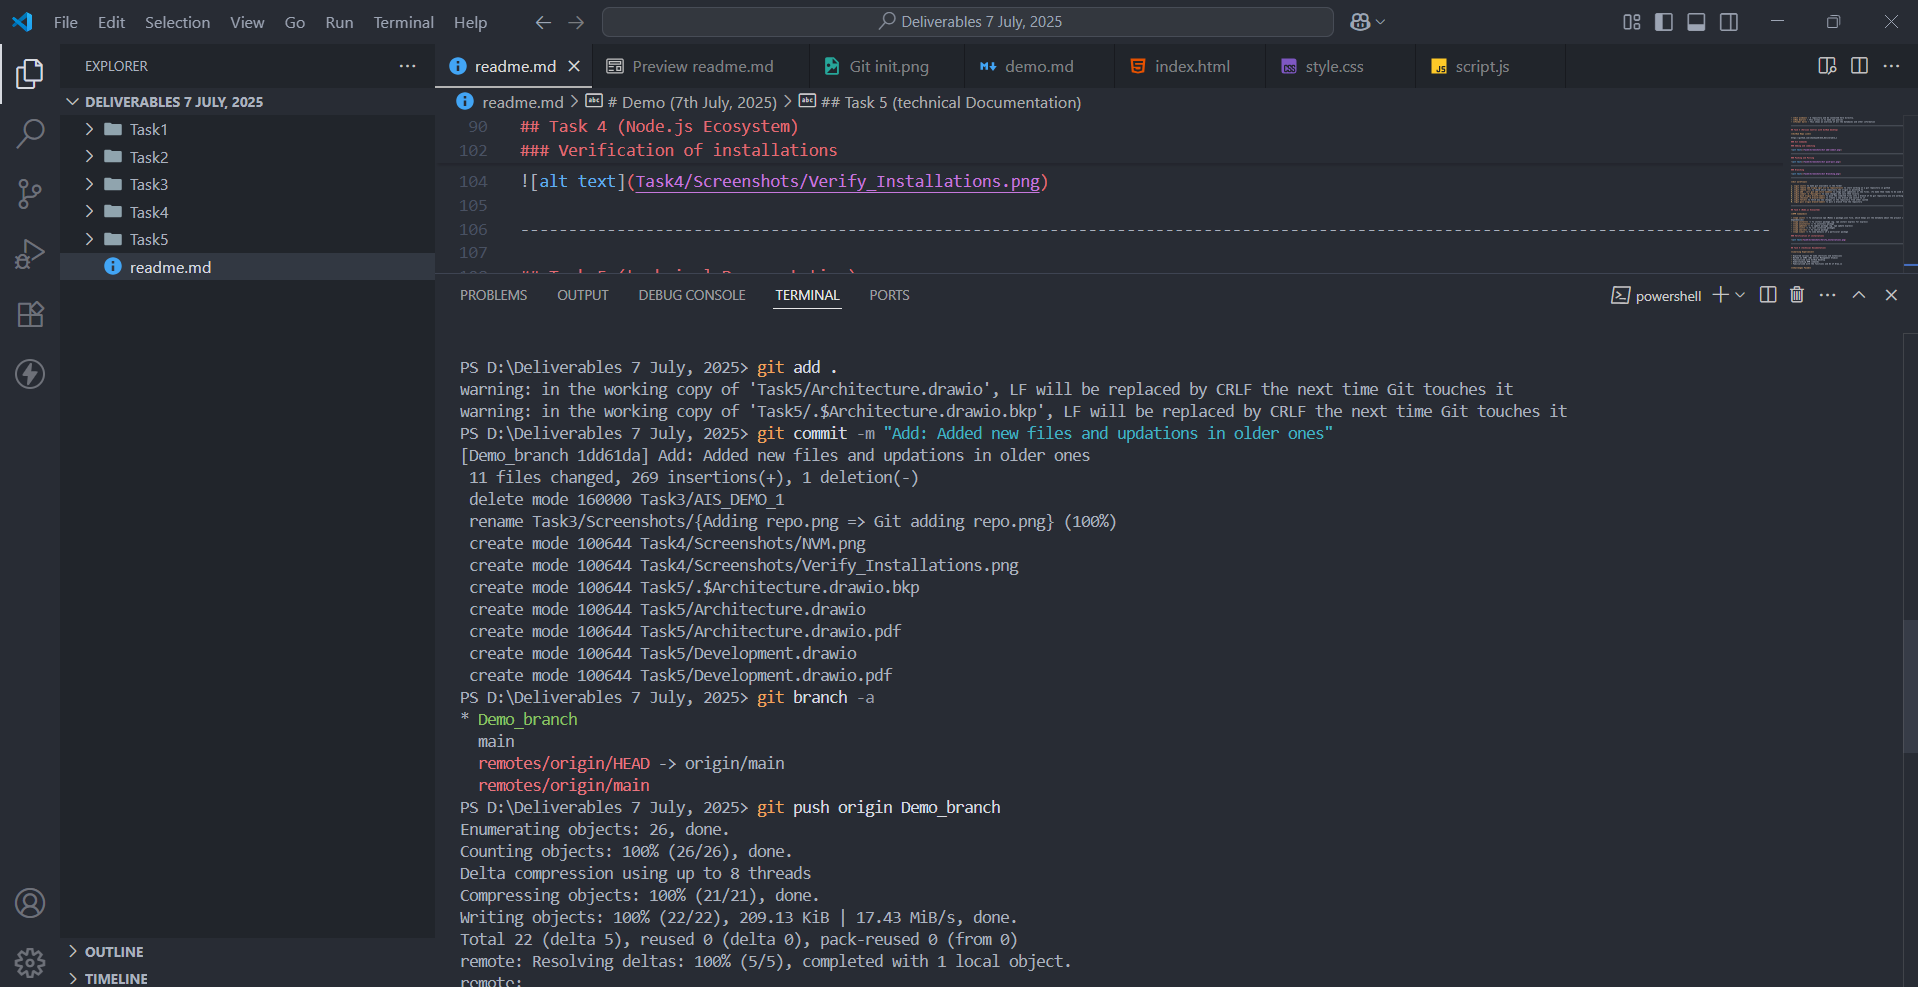 File Edit Selection View Go Run Terminal Help
Deliverables 7 July, 2025
EXPLORER
DELIVERABLES 7 JULY, 2025
Task1
Task2
Task3
Task4
Task5
readme.md
OUTLINE
TIMELINE
readme.md
Preview readme.md
Git init.png
demo.md
index.html
style.css
script.js
readme.md > # Demo (7th July, 2025) > ## Task 5 (technical Documentation)
90 ## Task 4 (Node.js Ecosystem)
102 ### Verification of installations
104 ![alt text](Task4/Screenshots/Verify_Installations.png)
105
106 -------------------------------------------------------------------------------------------------------------------------------------------
107
PROBLEMS OUTPUT DEBUG CONSOLE TERMINAL PORTS
powershell
PS D:\Deliverables 7 July, 2025> git add .
warning: in the working copy of 'Task5/Architecture.drawio', LF will be replaced by CRLF the next time Git touches it
warning: in the working copy of 'Task5/.$Architecture.drawio.bkp', LF will be replaced by CRLF the next time Git touches it
PS D:\Deliverables 7 July, 2025> git commit -m "Add: Added new files and updations in older ones"
[Demo_branch 1dd61da] Add: Added new files and updations in older ones
11 files changed, 269 insertions(+), 1 deletion(-)
delete mode 160000 Task3/AIS_DEMO_1
rename Task3/Screenshots/{Adding repo.png => Git adding repo.png} (100%)
create mode 100644 Task4/Screenshots/NVM.png
create mode 100644 Task4/Screenshots/Verify_Installations.png
create mode 100644 Task5/.$Architecture.drawio.bkp
create mode 100644 Task5/Architecture.drawio
create mode 100644 Task5/Architecture.drawio.pdf
create mode 100644 Task5/Development.drawio
create mode 100644 Task5/Development.drawio.pdf
PS D:\Deliverables 7 July, 2025> git branch -a
* Demo_branch
main
remotes/origin/HEAD -> origin/main
remotes/origin/main
PS D:\Deliverables 7 July, 2025> git push origin Demo_branch
Enumerating objects: 26, done.
Counting objects: 100% (26/26), done.
Delta compression using up to 8 threads
Compressing objects: 100% (21/21), done.
Writing objects: 100% (22/22), 209.13 KiB | 17.43 MiB/s, done.
Total 22 (delta 5), reused 0 (delta 0), pack-reused 0 (from 0)
remote: Resolving deltas: 100% (5/5), completed with 1 local object.
remote: